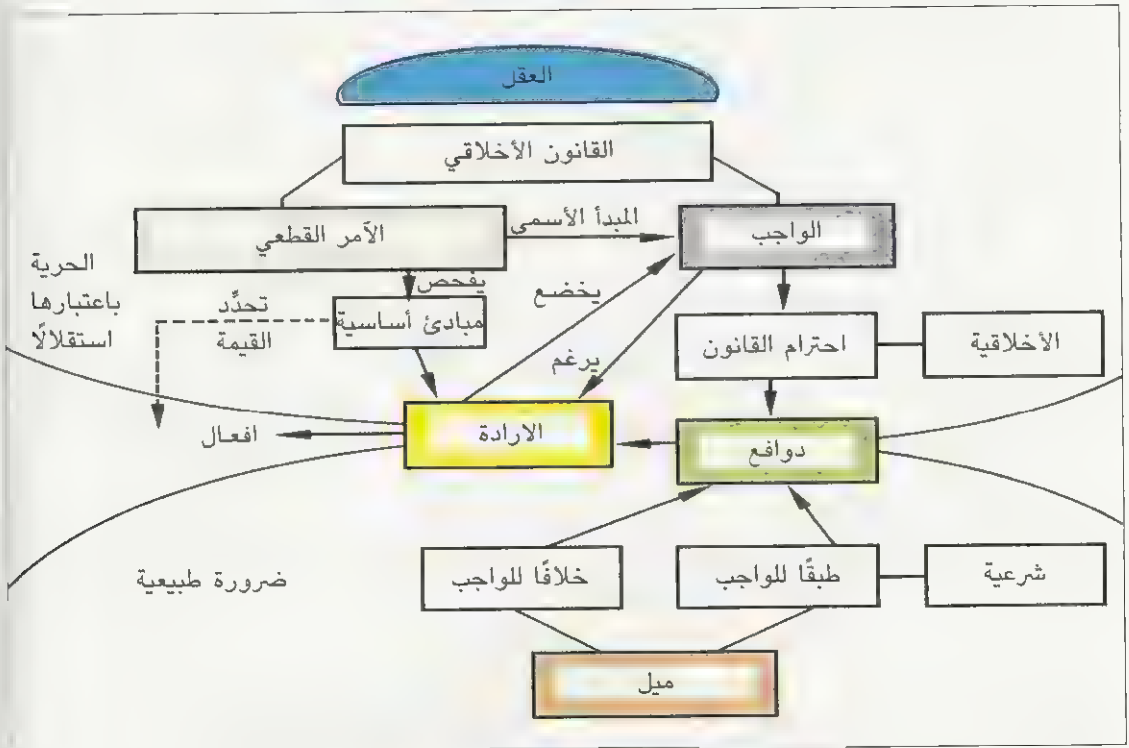 العقل
القانون الأخلاقي
الواجب
المبدأ الأسمى
الآمر القطعي
الحرية
باعتبارها
استقلالًا
يفحص
يخضع
تحدِّد
القيمة
مبادئ أساسية
يرغم
احترام القانون
الأخلاقية
افعال
الارادة
دوافع
ضرورة طبيعية
خلافًا للواجب
طبقًا للواجب
شرعية
ميل